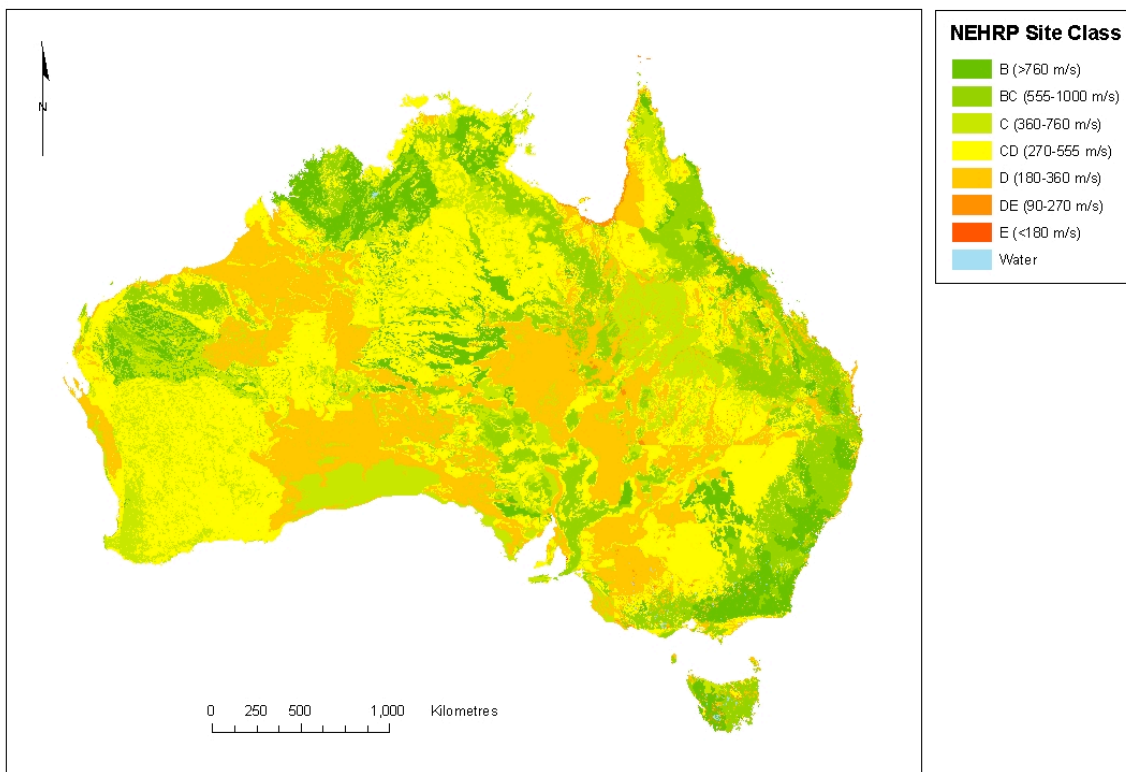 N
0 250 500 1,000 Kilometres
NEHRP Site Class
B (>760 m/s)
BC (555-1000 m/s)
C (360-760 m/s)
CD (270-555 m/s)
D (180-360 m/s)
DE (90-270 m/s)
E (<180 m/s)
Water